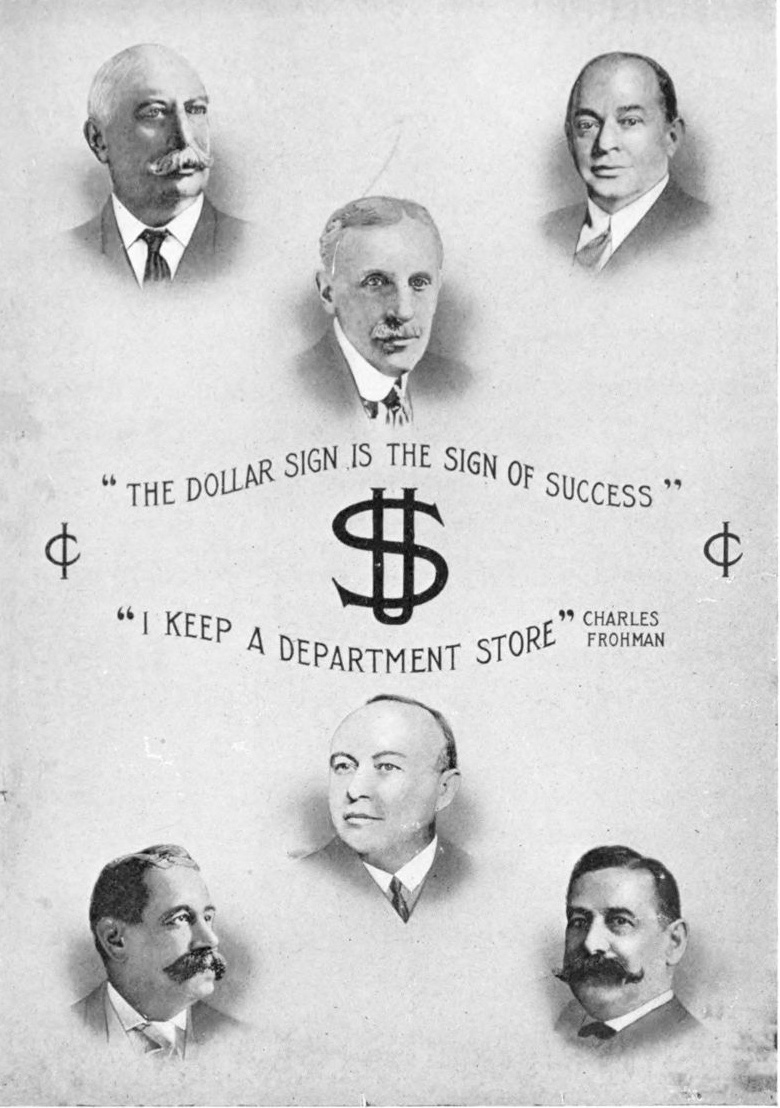 “ THE DOLLAR SIGN IS THE SIGN OF SUCCESS ”
¢ $ ¢
“ I KEEP A DEPARTMENT STORE ” CHARLES
FROHMAN